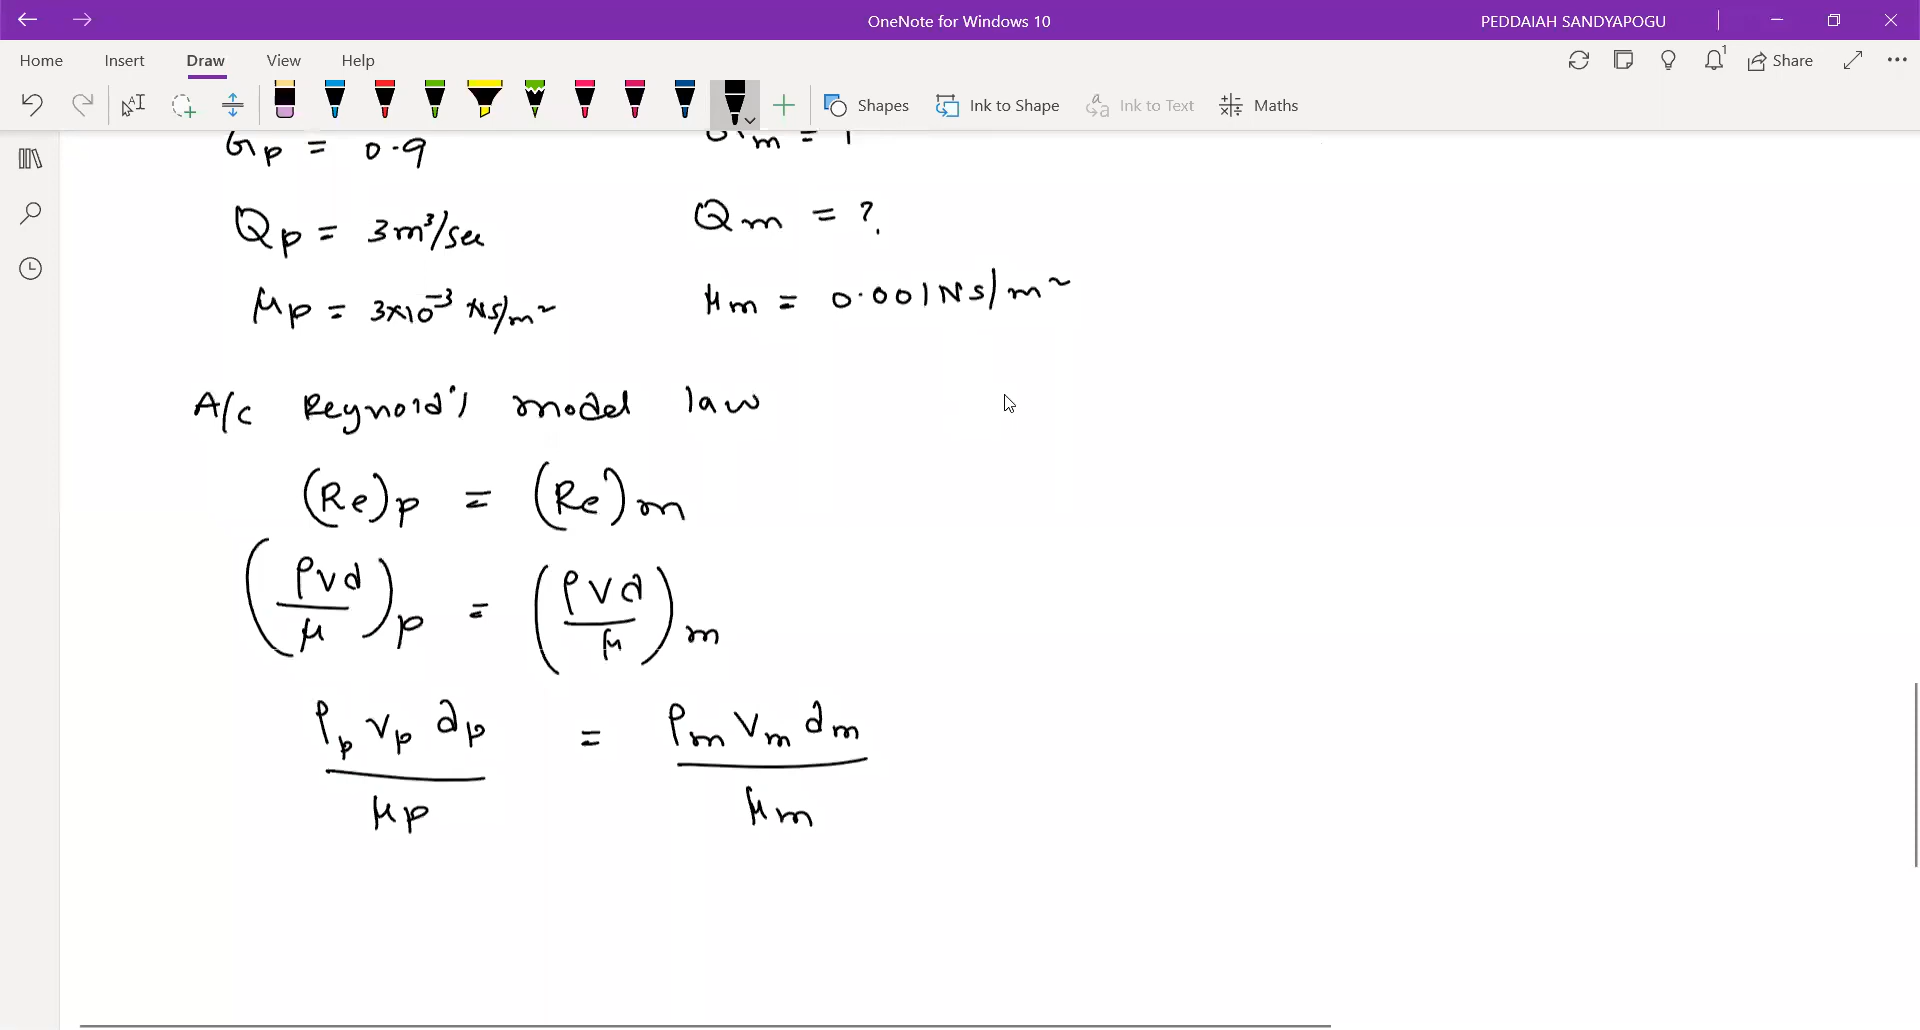 OneNote for Windows 10 PEDDAIAH SANDYAPOGU
Home Insert Draw View Help 1 Share
Shapes Ink to Shape Ink to Text Maths
Gp = 0.9
Qp = 3m³/sec Qm = ?
μp = 3×10⁻³ Ns/m² μm = 0.001Ns/m²
A/c Reynold's model law
(Re)p = (Re)m
(ρvd/μ)p = (ρvd/μ)m
ρp vp dp = ρm vm dm
μp μm